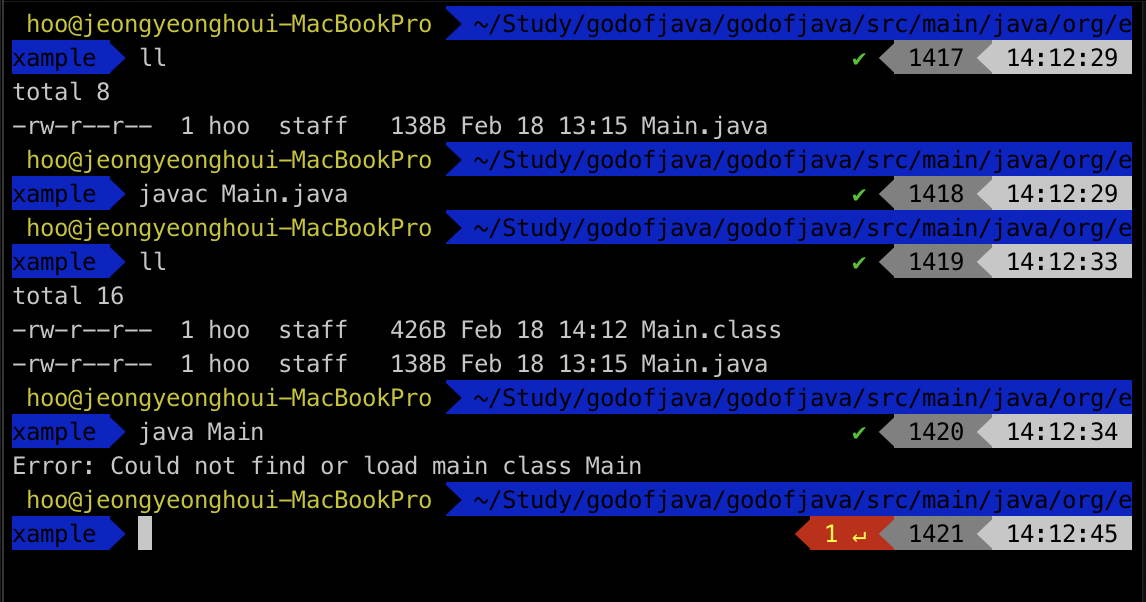 hoo@jeongyeonghoui-MacBookPro ~/Study/godofjava/godofjava/src/main/java/org/e
xample ll ✔ 1417 14:12:29
total 8
-rw-r--r-- 1 hoo staff 138B Feb 18 13:15 Main.java
hoo@jeongyeonghoui-MacBookPro ~/Study/godofjava/godofjava/src/main/java/org/e
xample javac Main.java ✔ 1418 14:12:29
hoo@jeongyeonghoui-MacBookPro ~/Study/godofjava/godofjava/src/main/java/org/e
xample ll ✔ 1419 14:12:33
total 16
-rw-r--r-- 1 hoo staff 426B Feb 18 14:12 Main.class
-rw-r--r-- 1 hoo staff 138B Feb 18 13:15 Main.java
hoo@jeongyeonghoui-MacBookPro ~/Study/godofjava/godofjava/src/main/java/org/e
xample java Main ✔ 1420 14:12:34
Error: Could not find or load main class Main
hoo@jeongyeonghoui-MacBookPro ~/Study/godofjava/godofjava/src/main/java/org/e
xample 1 ↵ 1421 14:12:45